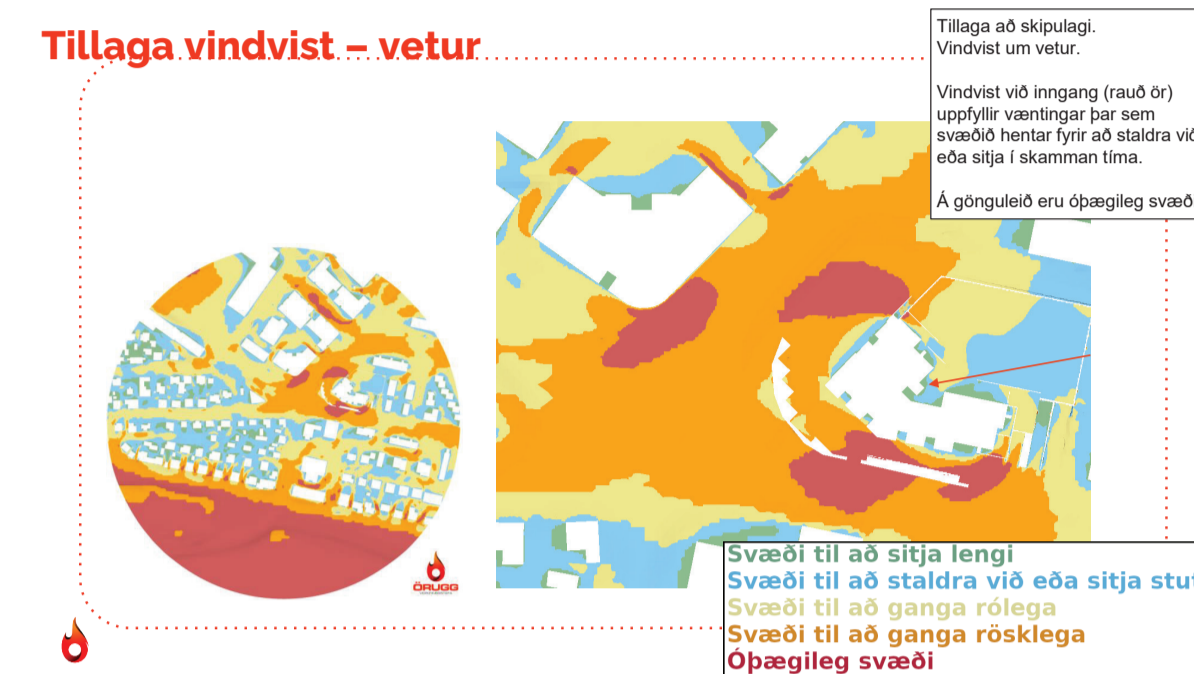 Tillaga vindvist – vetur
Tillaga að skipulagi.
Vindvist um vetur.
Vindvist við inngang (rauð ör)
uppfyllir væntingar þar sem
svæðið hentar fyrir að staldra við
eða sitja í skamman tíma.
Á gönguleið eru óþægileg svæð
ÖRUGG
Svæði til að sitja lengi
Svæði til að staldra við eða sitja stut
Svæði til að ganga rólega
Svæði til að ganga rösklega
Óþægileg svæði